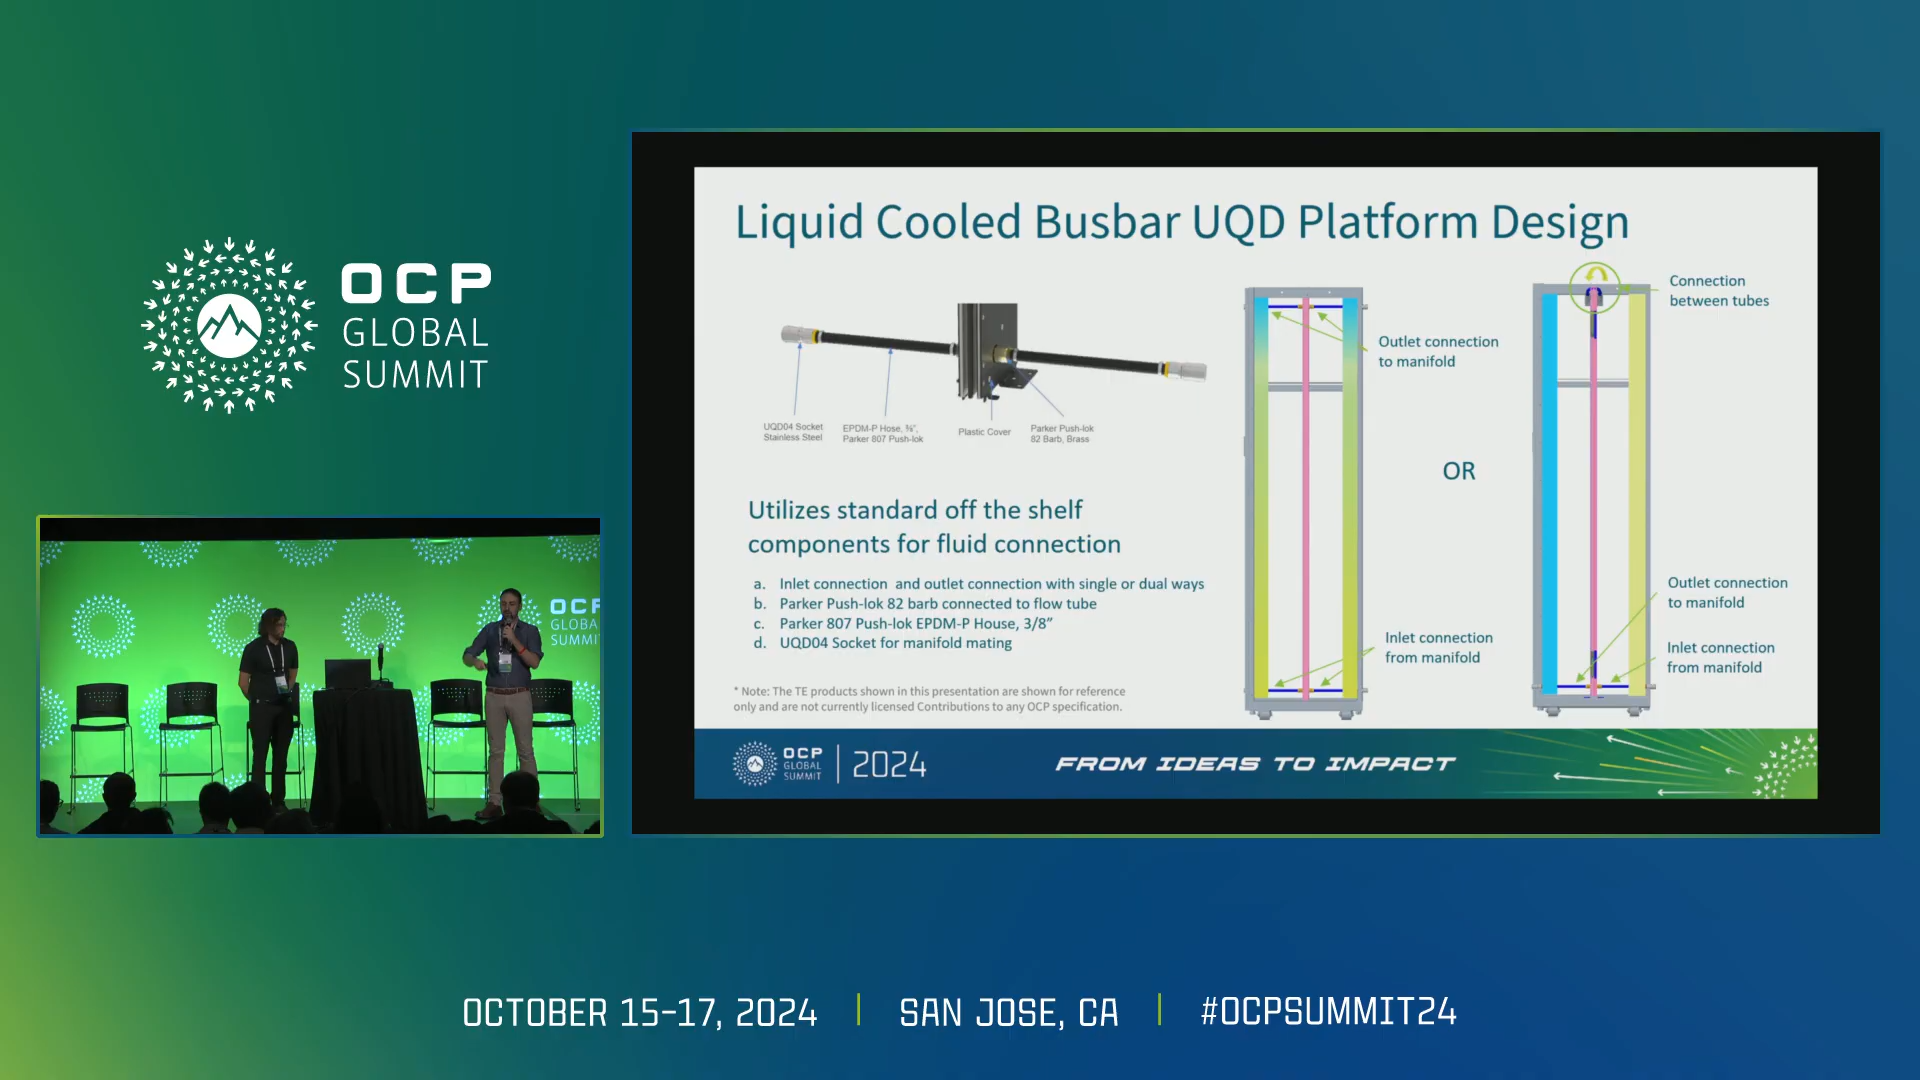 OCP
GLOBAL
SUMMIT
OCP
GLOBAL
SUMMIT
Liquid Cooled Busbar UQD Platform Design
UQD04 Socket
Stainless Steel
EPDM-P Hose, ⅜",
Parker 807 Push-lok
Plastic Cover
Parker Push-lok
82 Barb, Brass
Utilizes standard off the shelf
components for fluid connection
a. Inlet connection and outlet connection with single or dual ways
b. Parker Push-lok 82 barb connected to flow tube
c. Parker 807 Push-lok EPDM-P House, 3/8"
d. UQD04 Socket for manifold mating
* Note: The TE products shown in this presentation are shown for reference
only and are not currently licensed Contributions to any OCP specification.
Outlet connection
to manifold
Inlet connection
from manifold
OR
Connection
between tubes
Outlet connection
to manifold
Inlet connection
from manifold
OCP
GLOBAL
SUMMIT
2024
FROM IDEAS TO IMPACT
OCTOBER 15-17, 2024 | SAN JOSE, CA | #OCPSUMMIT24